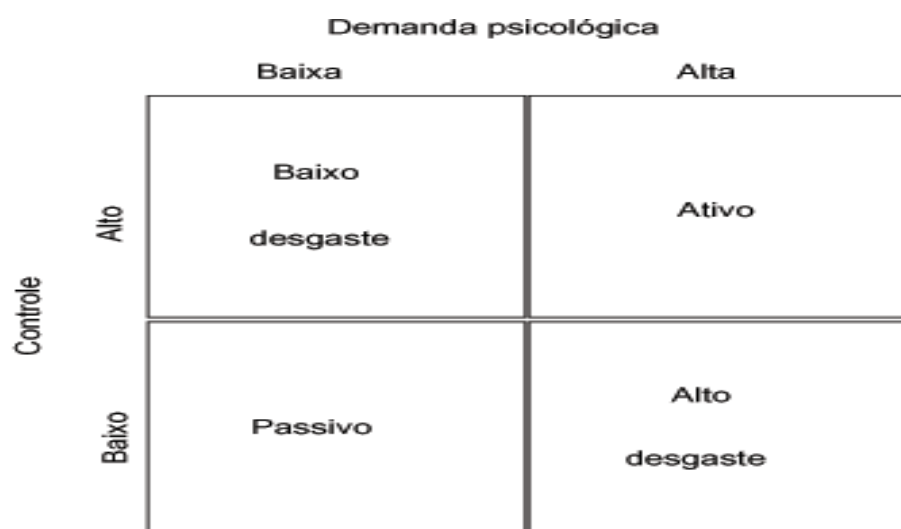 Demanda psicológica
Baixa Alta
Controle
Alto
Baixo
desgaste
Ativo
Baixo
Passivo
Alto
desgaste